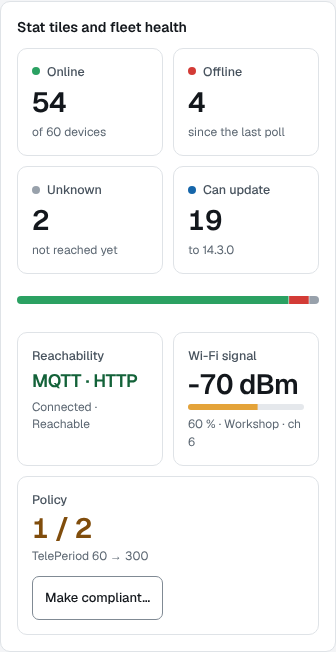 Stat tiles and fleet health
Online
54
of 60 devices
Offline
4
since the last poll
Unknown
2
not reached yet
Can update
19
to 14.3.0
Reachability
MQTT · HTTP
Connected ·
Reachable
Wi-Fi signal
-70 dBm
60 % · Workshop · ch
6
Policy
1 / 2
TelePeriod 60 → 300
Make compliant…